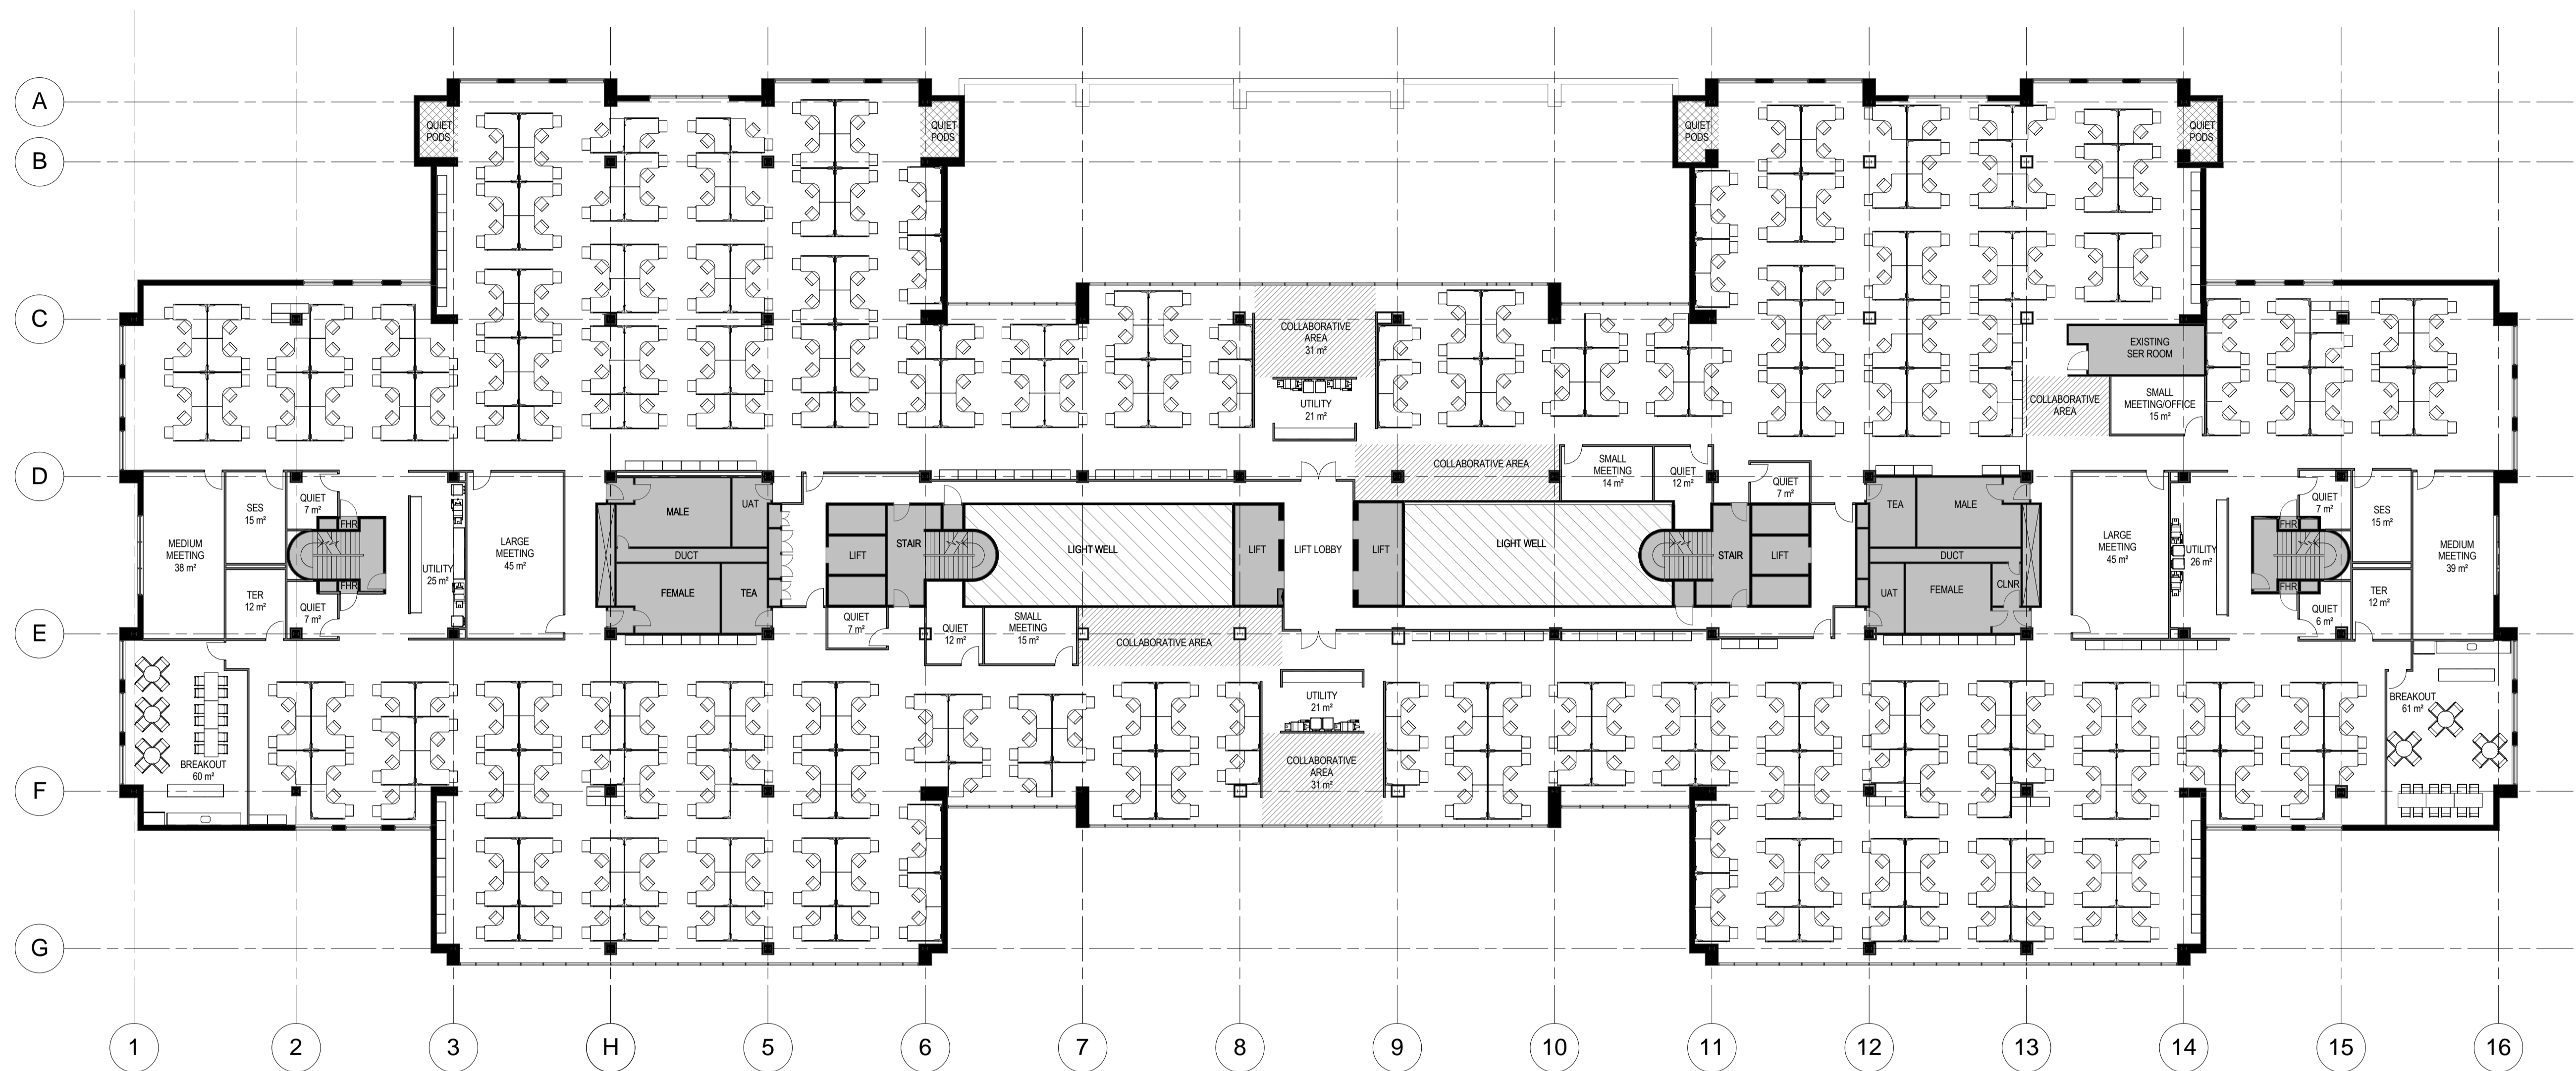 A
B
C
D
E
F
G
QUIET
PODS
QUIET
PODS
QUIET
PODS
QUIET
PODS
COLLABORATIVE
AREA
31 m²
UTILITY
21 m²
EXISTING
SER ROOM
COLLABORATIVE
AREA
SMALL
MEETING/OFFICE
15 m²
COLLABORATIVE AREA
SMALL
MEETING
14 m²
QUIET
12 m²
QUIET
7 m²
MEDIUM
MEETING
38 m²
SES
15 m²
TER
12 m²
QUIET
7 m²
FHR
FHR
QUIET
7 m²
UTILITY
25 m²
LARGE
MEETING
45 m²
MALE
UAT
DUCT
FEMALE
TEA
LIFT
STAIR
LIGHT WELL
LIFT
LIFT LOBBY
LIFT
LIGHT WELL
STAIR
LIFT
TEA
MALE
DUCT
UAT
FEMALE
CLNR
LARGE
MEETING
45 m²
UTILITY
26 m²
QUIET
7 m²
FHR
FHR
QUIET
6 m²
SES
15 m²
TER
12 m²
MEDIUM
MEETING
39 m²
QUIET
7 m²
QUIET
12 m²
SMALL
MEETING
15 m²
COLLABORATIVE AREA
BREAKOUT
60 m²
UTILITY
21 m²
COLLABORATIVE
AREA
31 m²
BREAKOUT
61 m²
1
2
3
H
5
6
7
8
9
10
11
12
13
14
15
16